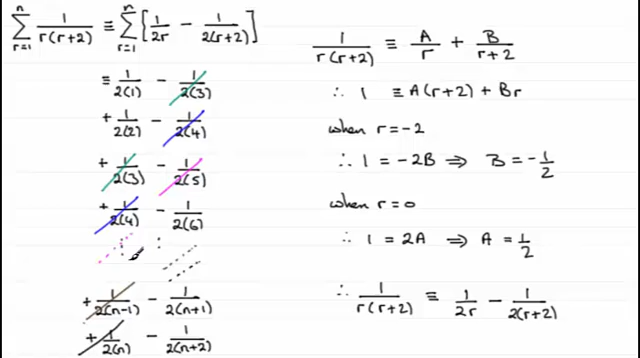 n∑r=1 1/(r(r+2)) ≡ n∑r=1 [1/2r − 1/(2(r+2))]
≡ 1/2(1) − 1/2(3)
+ 1/2(2) − 1/2(4)
+ 1/2(3) − 1/2(5)
+ 1/2(4) − 1/2(6)
⋮ ⋮
+ 1/2(n−1) − 1/2(n+1)
+ 1/2(n) − 1/2(n+2)
1/(r(r+2)) ≡ A/r + B/(r+2)
∴ 1 ≡ A(r+2) + Br
when r = −2
∴ 1 = −2B ⇒ B = −1/2
when r = 0
∴ 1 = 2A ⇒ A = 1/2
∴ 1/(r(r+2)) ≡ 1/2r − 1/(2(r+2))